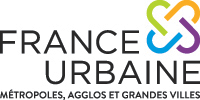 FRANCE
URBAINE
MÉTROPOLES, AGGLOS ET GRANDES VILLES